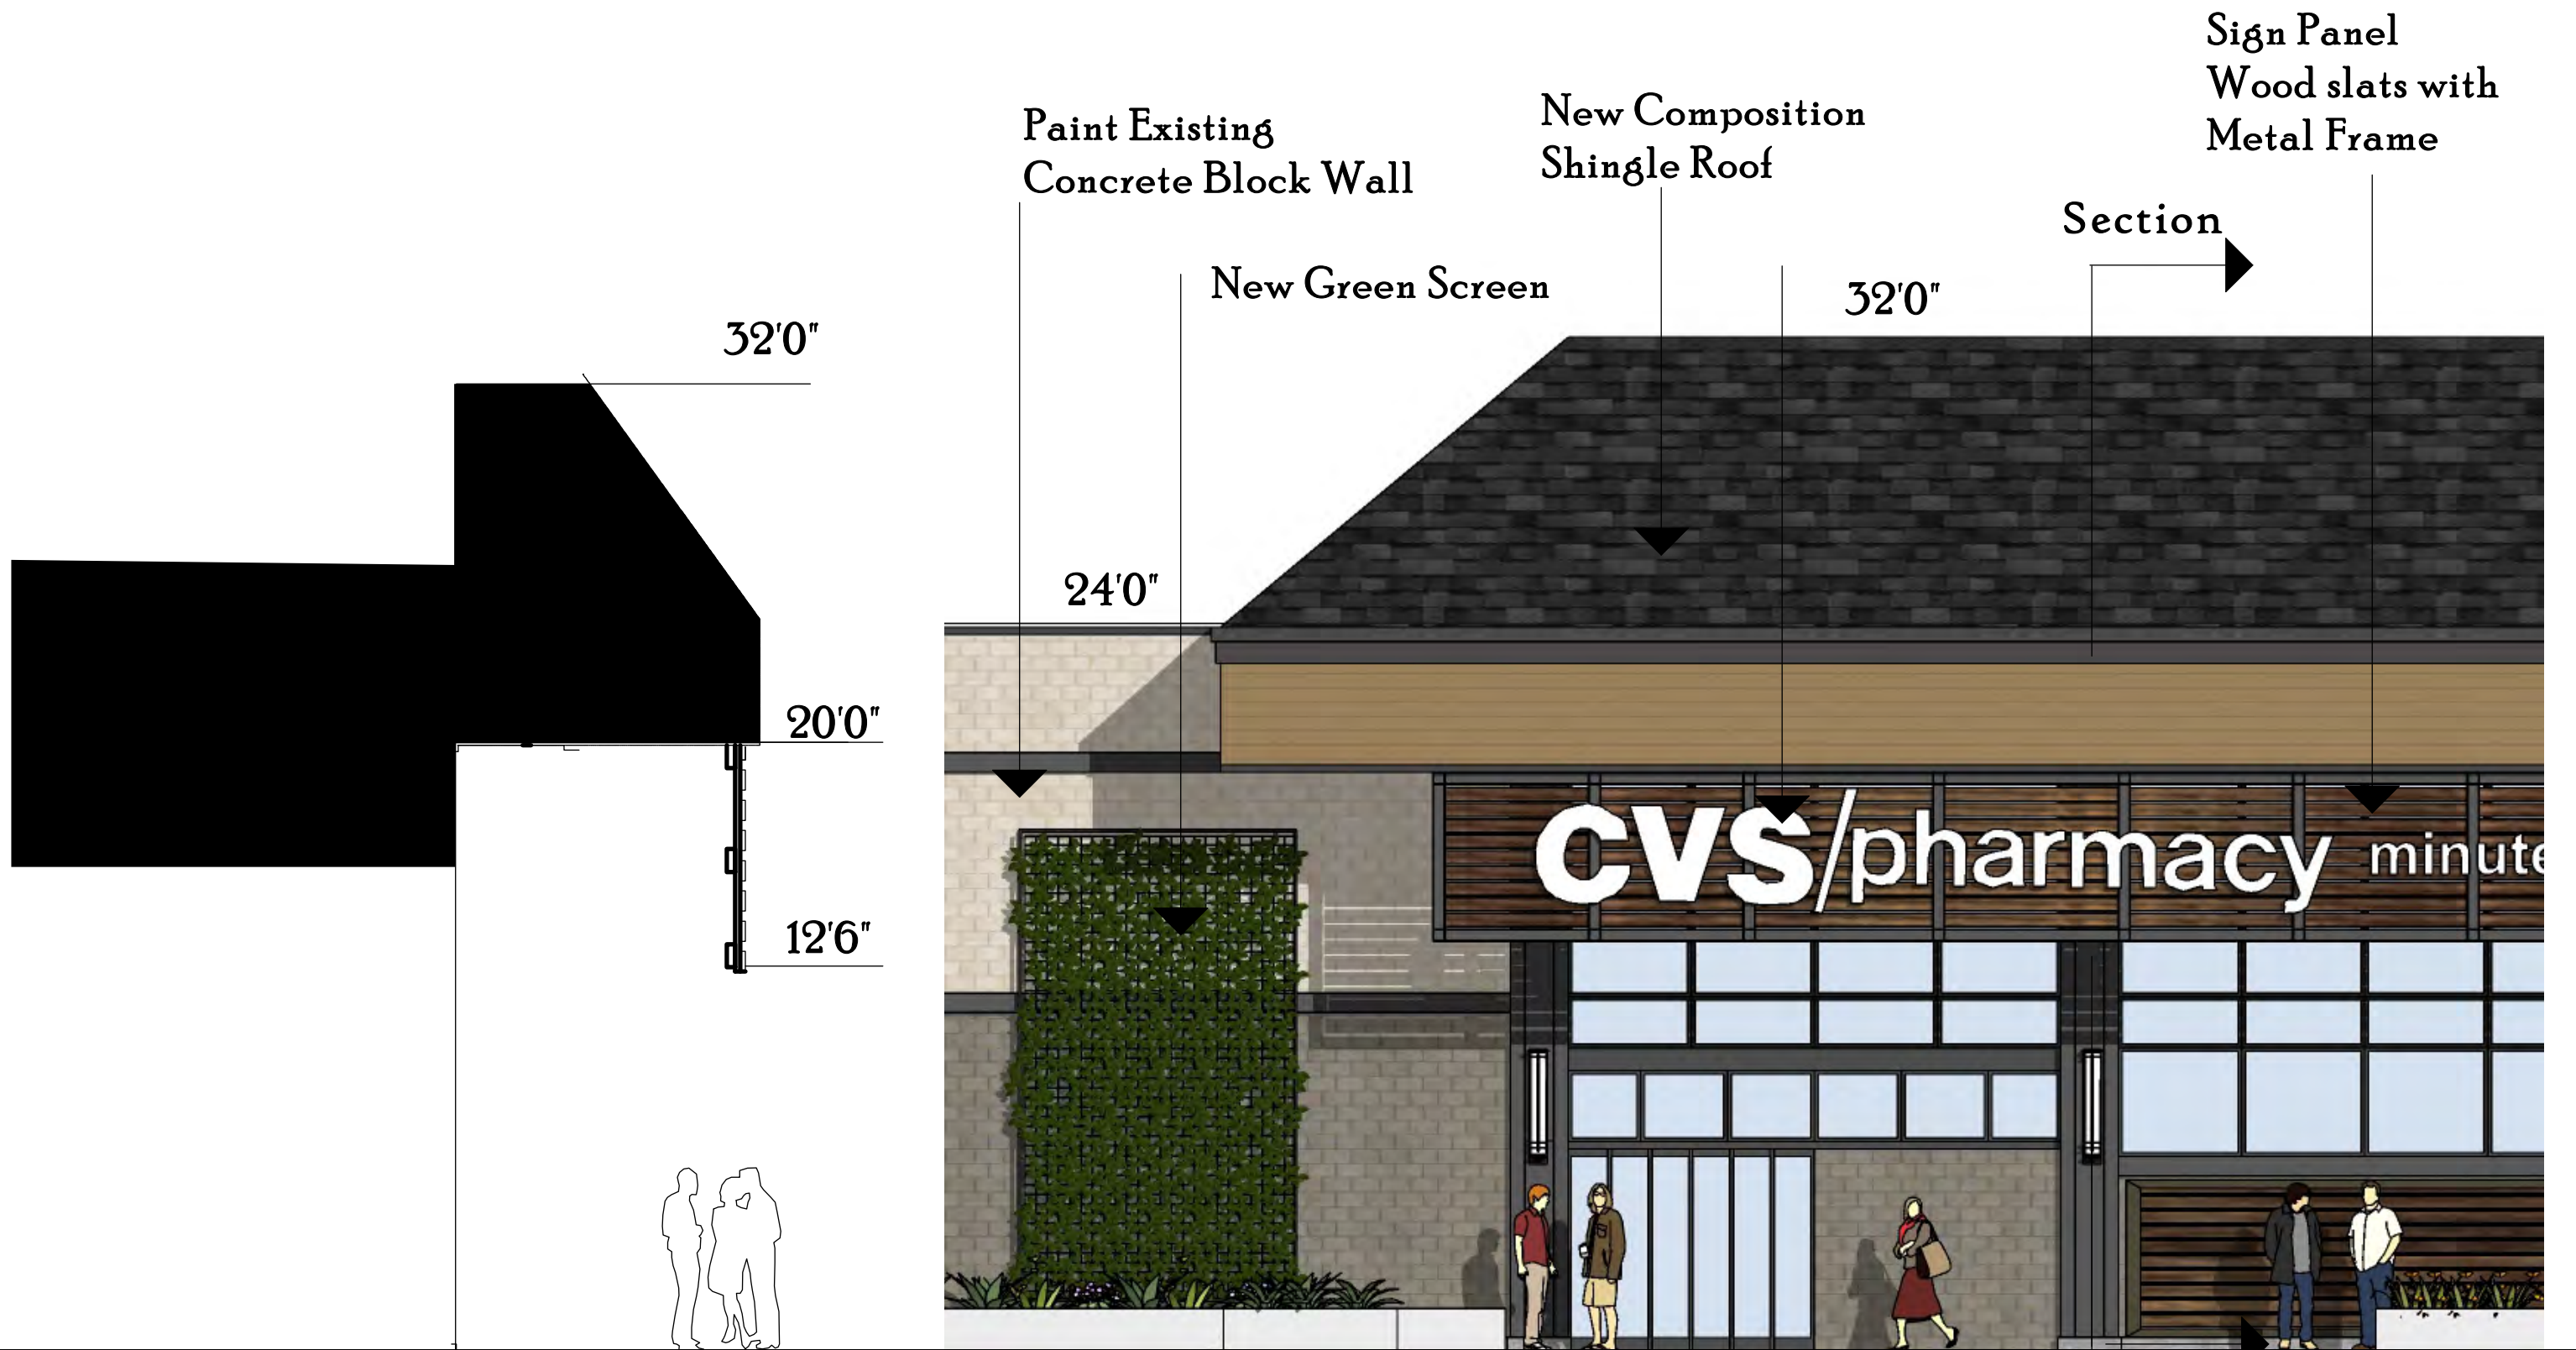 Sign Panel
Wood slats with
Metal Frame
New Composition
Shingle Roof
Paint Existing
Concrete Block Wall
Section
New Green Screen
32'0"
32'0"
24'0"
20'0"
12'6"
CVS/pharmacy minute